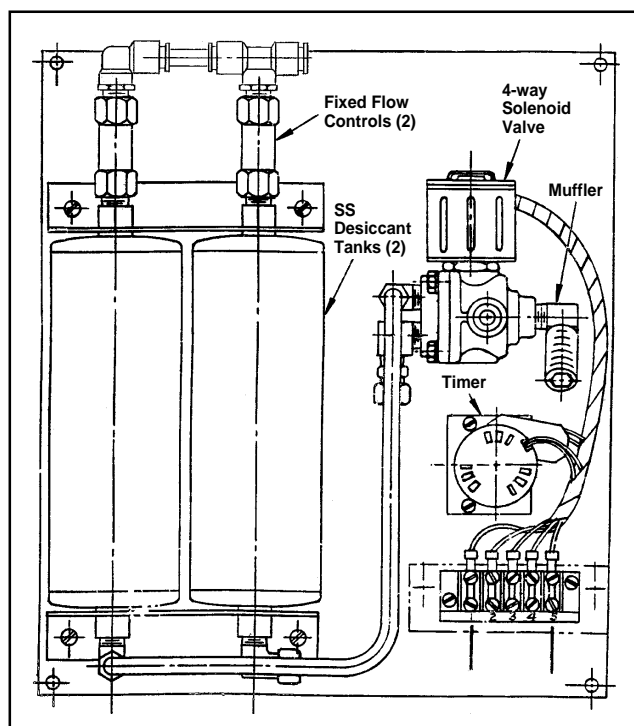 Fixed Flow
Controls (2)
4-way
Solenoid
Valve
Muffler
SS
Desiccant
Tanks (2)
Timer
2 3 4 5